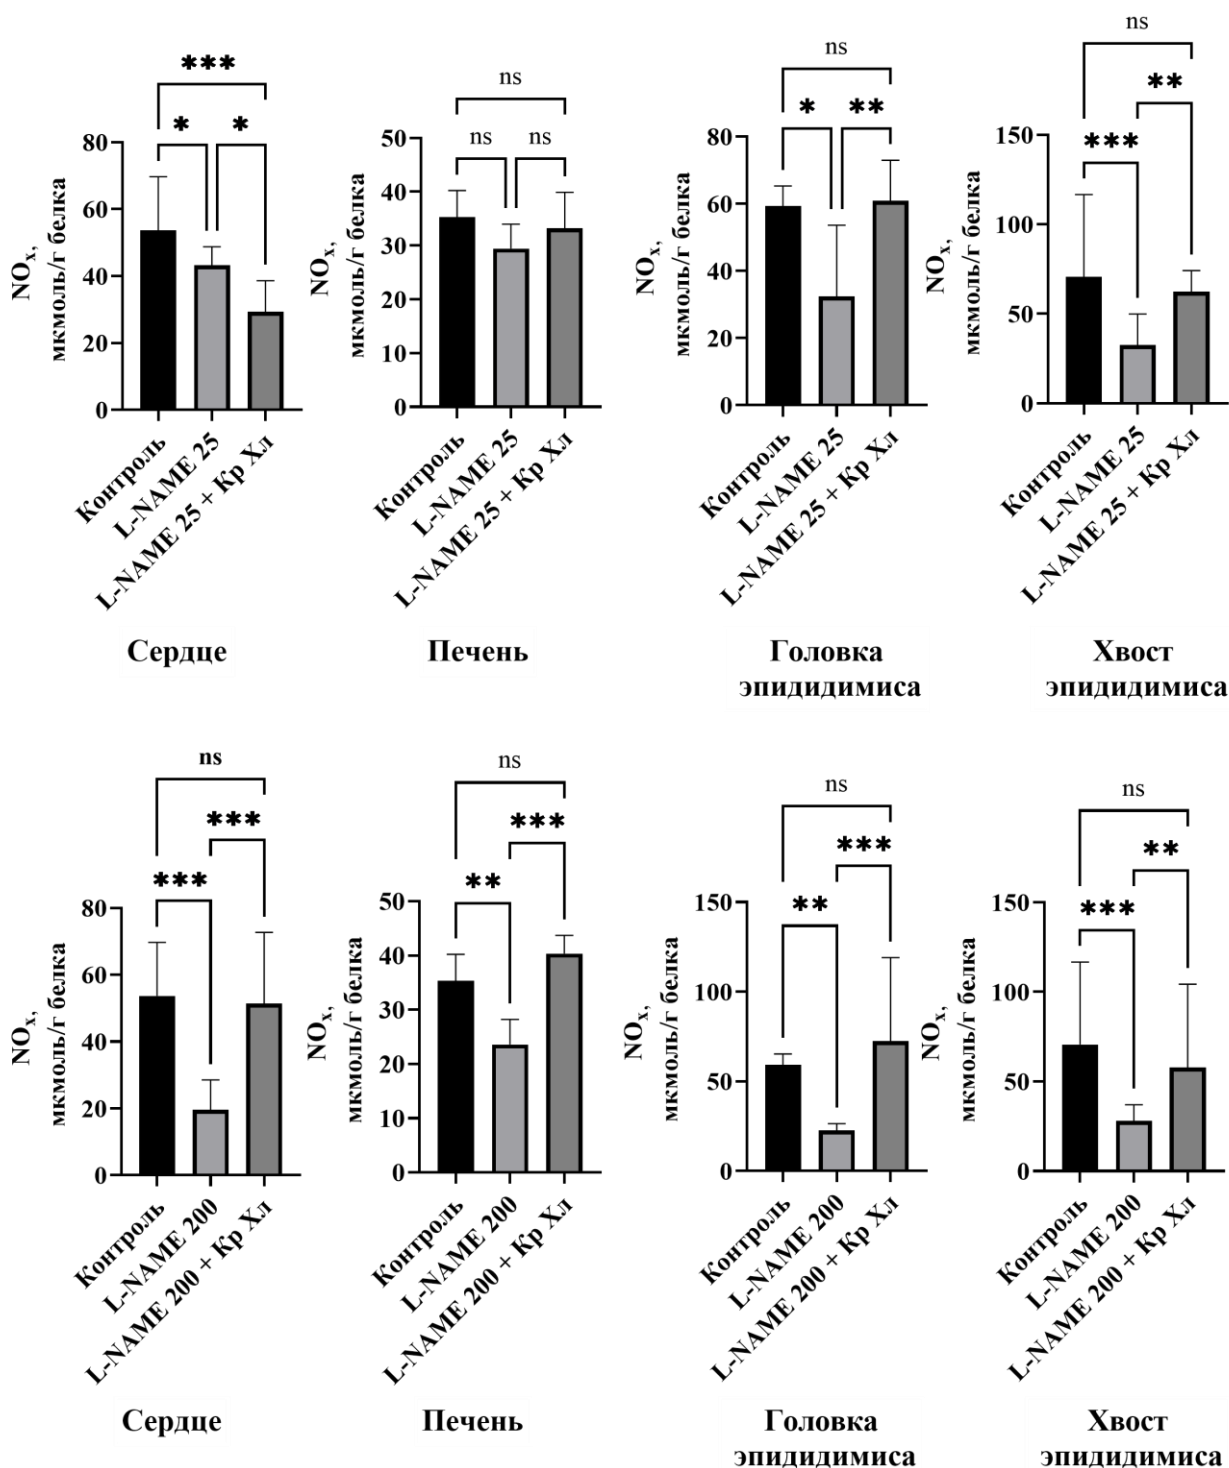 ***
*
*
80
60
40
20
0
NOx,
мкмоль/г белка
Контроль
L-NAME 25
L-NAME 25 + Кр Хл
Сердце
ns
ns
ns
50
40
30
20
10
0
NOx,
мкмоль/г белка
Контроль
L-NAME 25
L-NAME 25 + Кр Хл
Печень
ns
*
**
80
60
40
20
0
NOx,
мкмоль/г белка
Контроль
L-NAME 25
L-NAME 25 + Кр Хл
Головка
эпидидимиса
ns
**
***
150
100
50
0
NOx,
мкмоль/г белка
Контроль
L-NAME 25
L-NAME 25 + Кр Хл
Хвост
эпидидимиса
ns
***
***
80
60
40
20
0
NOx,
мкмоль/г белка
Контроль
L-NAME 200
L-NAME 200 + Кр Хл
Сердце
ns
***
**
50
40
30
20
10
0
NOx,
мкмоль/г белка
Контроль
L-NAME 200
L-NAME 200 + Кр Хл
Печень
ns
***
**
150
100
50
0
NOx,
мкмоль/г белка
Контроль
L-NAME 200
L-NAME 200 + Кр Хл
Головка
эпидидимиса
ns
**
***
150
100
50
0
NOx,
мкмоль/г белка
Контроль
L-NAME 200
L-NAME 200 + Кр Хл
Хвост
эпидидимиса